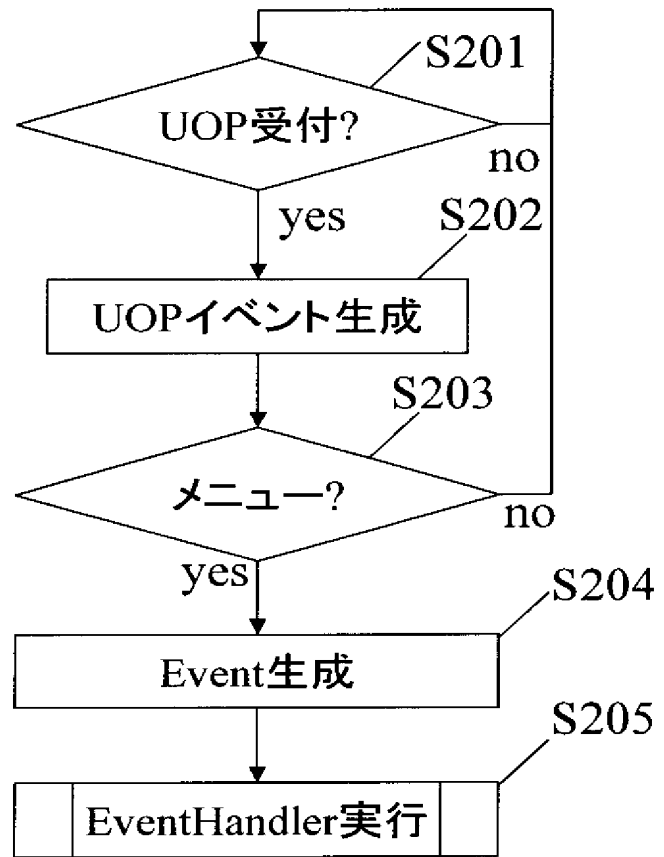 S201
UOP受付?
no
yes
S202
UOPイベント生成
S203
メニュー?
no
yes
S204
Event生成
S205
EventHandler実行